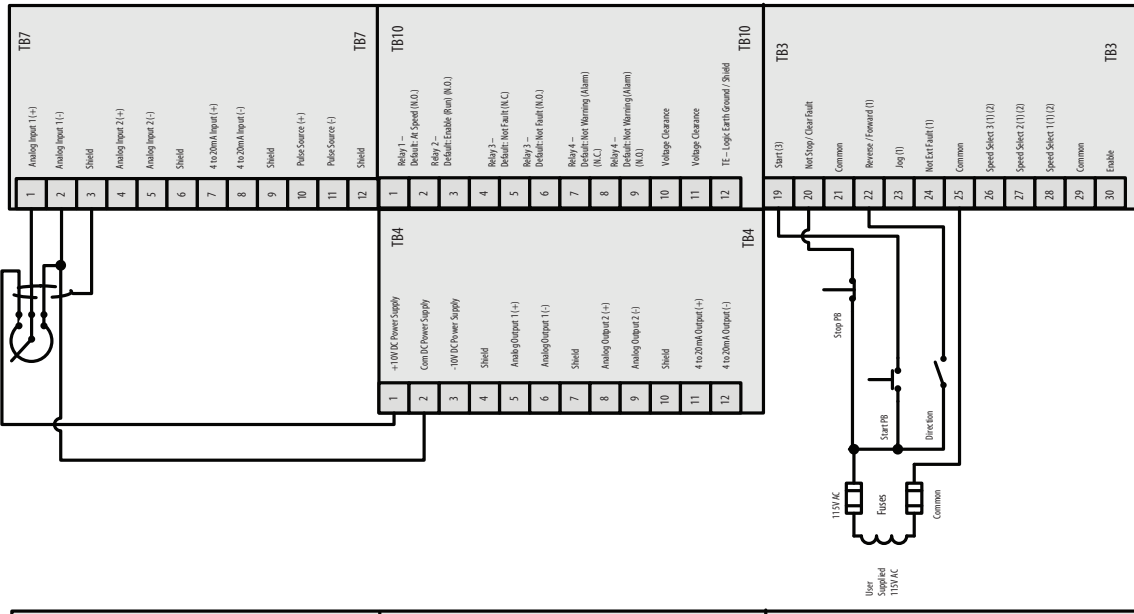 TB7
TB7
1 Analog Input 1 (+)
2 Analog Input 1(-)
3 Shield
4 Analog Input 2 (+)
5 Analog Input 2 (-)
6 Shield
7 4 to 20mA Input (+)
8 4 to 20mA Input (-)
9 Shield
10 Pulse Source (+)
11 Pulse Source (-)
12 Shield
TB10
TB10
1 Relay 1 –
Default: At Speed (N.O.)
2 Relay 2 –
3 Default: Enable (Run) (N.O.)
4 Relay 3 –
Default: Not Fault (N.C.)
5 Relay 3 –
6 Default: Not Fault (N.O.)
7 Relay 4 –
Default: Not Warning (Alarm)
(N.C.)
8 Relay 4 –
9 Default: Not Warning (Alarm)
(N.O.)
10 Voltage Clearance
11 Voltage Clearance
12 TE – Logic Earth Ground / Shield
TB4
TB4
1 +10V DC Power Supply
2 Com DC Power Supply
3 -10V DC Power Supply
4 Shield
5 Analog Output 1 (+)
6 Analog Output 1 (-)
7 Shield
8 Analog Output 2 (+)
9 Analog Output 2 (-)
10 Shield
11 4 to 20 mA Output (+)
12 4 to 20 mA Output (-)
TB3
TB3
19 Start (3)
20 Not Stop / Clear Fault
21 Common
22 Reverse / Forward (1)
23 Jog (1)
24 Not Ext Fault (1)
25 Common
26 Speed Select 3 (1) (2)
27 Speed Select 2 (1) (2)
28 Speed Select 1 (1) (2)
29 Common
30 Enable
Stop PB
Start PB
Direction
115V AC
Fuses
Common
User
Supplied
115V AC